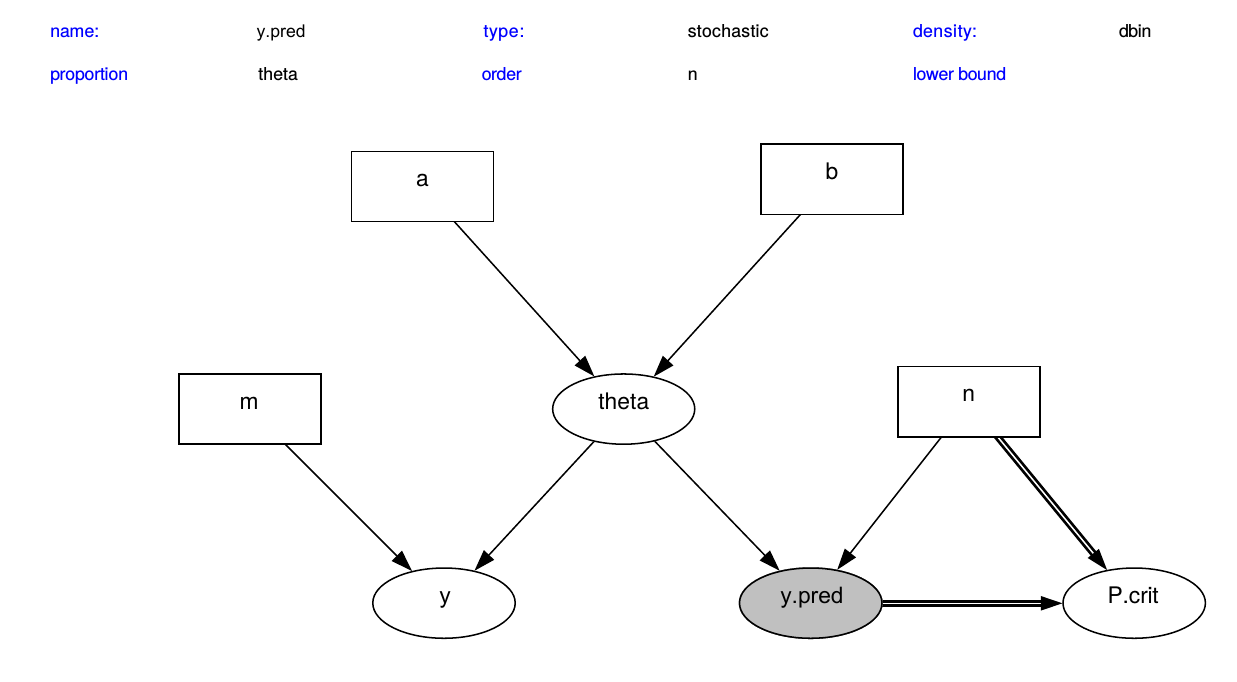 name: y.pred type: stochastic density: dbin
proportion theta order n lower bound
a b
m theta n
y y.pred P.crit